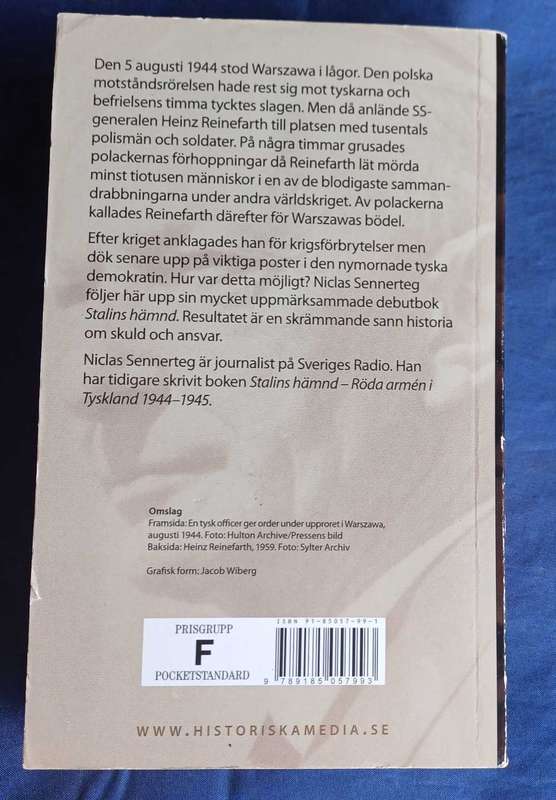 Den 5 augusti 1944 stod Warszawa i lågor. Den polska
motståndsrörelsen hade rest sig mot tyskarna och
befrielsens timma tycktes slagen. Men då anlände SS-
generalen Heinz Reinefarth till platsen med tusentals
polismän och soldater. På några timmar grusades
polackernas förhoppningar då Reinefarth lät mörda
minst tiotusen människor i en av de blodigaste samman-
drabbningarna under andra världskriget. Av polackerna
kallades Reinefarth därefter för Warszawas bödel.
Efter kriget anklagades han för krigsförbrytelser men
dök senare upp på viktiga poster i den nymornade tyska
demokratin. Hur var detta möjligt? Niclas Sennerteg
följer här upp sin mycket uppmärksammade debutbok
Stalins hämnd. Resultatet är en skrämmande sann historia
om skuld och ansvar.
Niclas Sennerteg är journalist på Sveriges Radio. Han
har tidigare skrivit boken Stalins hämnd – Röda armén i
Tyskland 1944–1945.
Omslag
Framsida: En tysk officer ger order under upproret i Warszawa,
augusti 1944. Foto: Hulton Archive/Pressens bild
Baksida: Heinz Reinefarth, 1959. Foto: Sylter Archiv
Grafisk form: Jacob Wiberg
PRISGRUPP
F
POCKETSTANDARD
ISBN 91-85057-99-1
9 789185 057993
WWW.HISTORISKAMEDIA.SE